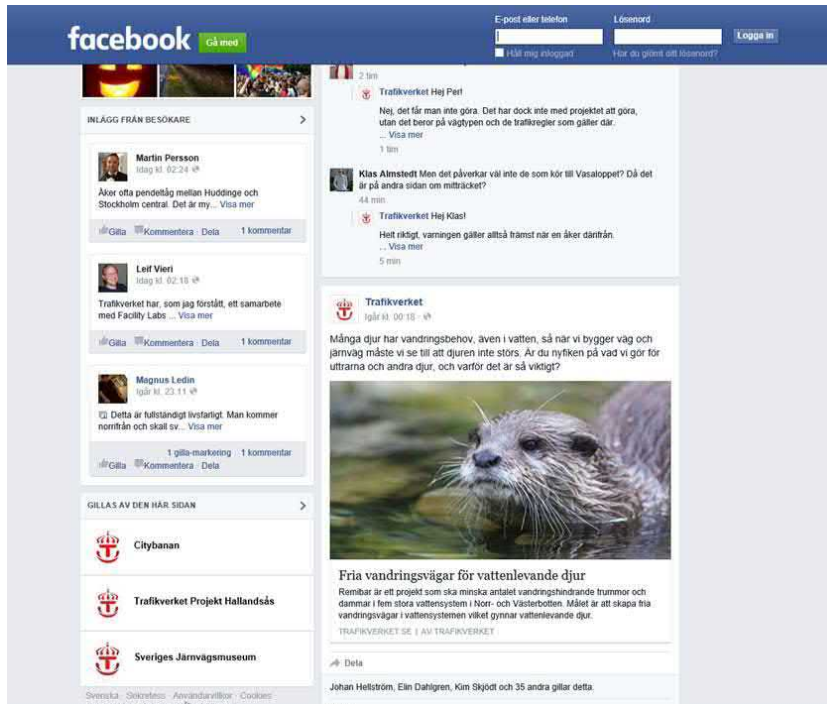 facebook
Gå med
E-post eller telefon
Lösenord
Logga in
Håll mig inloggad
Har du glömt ditt lösenord?
INLÄGG FRÅN BESÖKARE
Martin Persson
Idag kl. 02:24
Åker ofta pendeltåg mellan Huddinge och
Stockholm central. Det är my... Visa mer
Gilla Kommentera · Dela 1 kommentar
Leif Vieri
Idag kl. 02:18
Trafikverket har, som jag förstått, ett samarbete
med Facility Labs ... Visa mer
Gilla Kommentera · Dela 1 kommentar
Magnus Ledin
Igår kl. 23:11
Detta är fullständigt livsfarligt. Man kommer
norrifrån och skall sv... Visa mer
1 gilla-markering 1 kommentar
Gilla Kommentera · Dela
GILLAS AV DEN HÄR SIDAN
Citybanan
Trafikverket Projekt Hallandsås
Sveriges Järnvägsmuseum
Svenska · Sekretess · Användarvillkor · Cookies ·
2 tim
Trafikverket Hej Per!
Nej, det får man inte göra. Det har dock inte med projektet att göra,
utan det beror på vägtypen och de trafikregler som gäller där.
... Visa mer
1 tim
Klas Almstedt Men det påverkar väl inte de som kör till Vasaloppet? Då det
är på andra sidan om mitträcket?
44 min
Trafikverket Hej Klas!
Helt riktigt, varningen gäller alltså främst när en åker därifrån.
... Visa mer
5 min
Trafikverket
Igår kl. 00:18 ·
Många djur har vandringsbehov, även i vatten, så när vi bygger väg och
järnväg måste vi se till att djuren inte störs. Är du nyfiken på vad vi gör för
uttrarna och andra djur, och varför det är så viktigt?
Fria vandringsvägar för vattenlevande djur
Remibar är ett projekt som ska minska antalet vandringshindrande trummor och
dammar i fem stora vattensystem i Norr- och Västerbotten. Målet är att skapa fria
vandringsvägar i vattensystemen vilket gynnar vattenlevande djur.
TRAFIKVERKET.SE | AV TRAFIKVERKET
Dela
Johan Hellström, Elin Dahlgren, Kim Skjödt och 35 andra gillar detta.